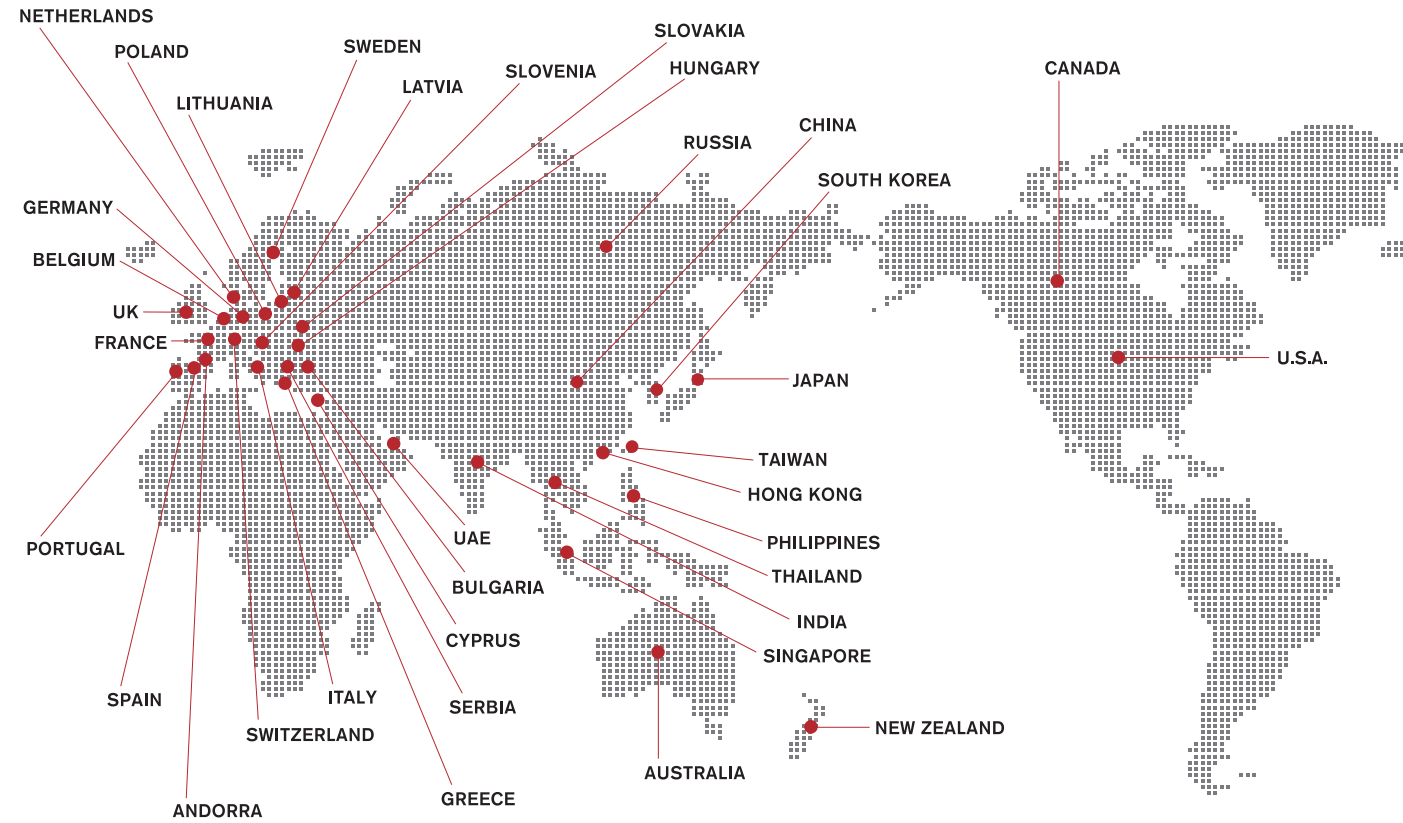 NETHERLANDS
POLAND
SWEDEN
SLOVAKIA
LITHUANIA
LATVIA
SLOVENIA
HUNGARY
CANADA
CHINA
RUSSIA
SOUTH KOREA
GERMANY
BELGIUM
UK
FRANCE
U.S.A.
JAPAN
TAIWAN
HONG KONG
PORTUGAL
UAE
PHILIPPINES
THAILAND
BULGARIA
INDIA
CYPRUS
SINGAPORE
SPAIN
ITALY
SERBIA
SWITZERLAND
NEW ZEALAND
AUSTRALIA
ANDORRA
GREECE